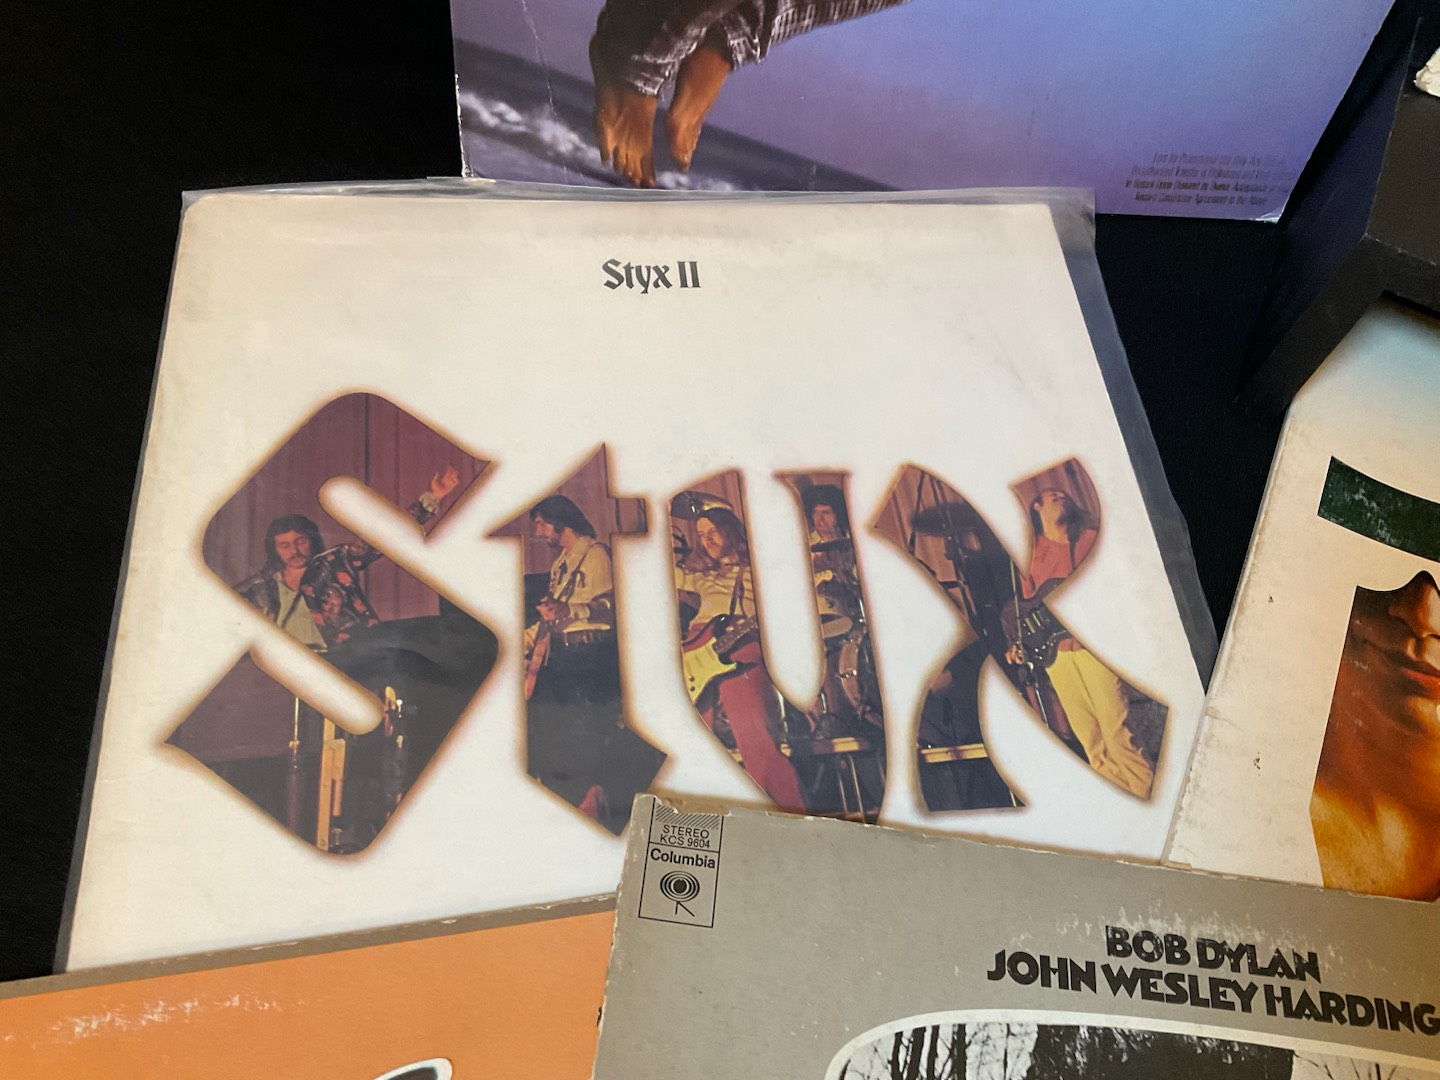 Styx II
Styx
STEREO
KCS 9604
Columbia
BOB DYLAN
JOHN WESLEY HARDING